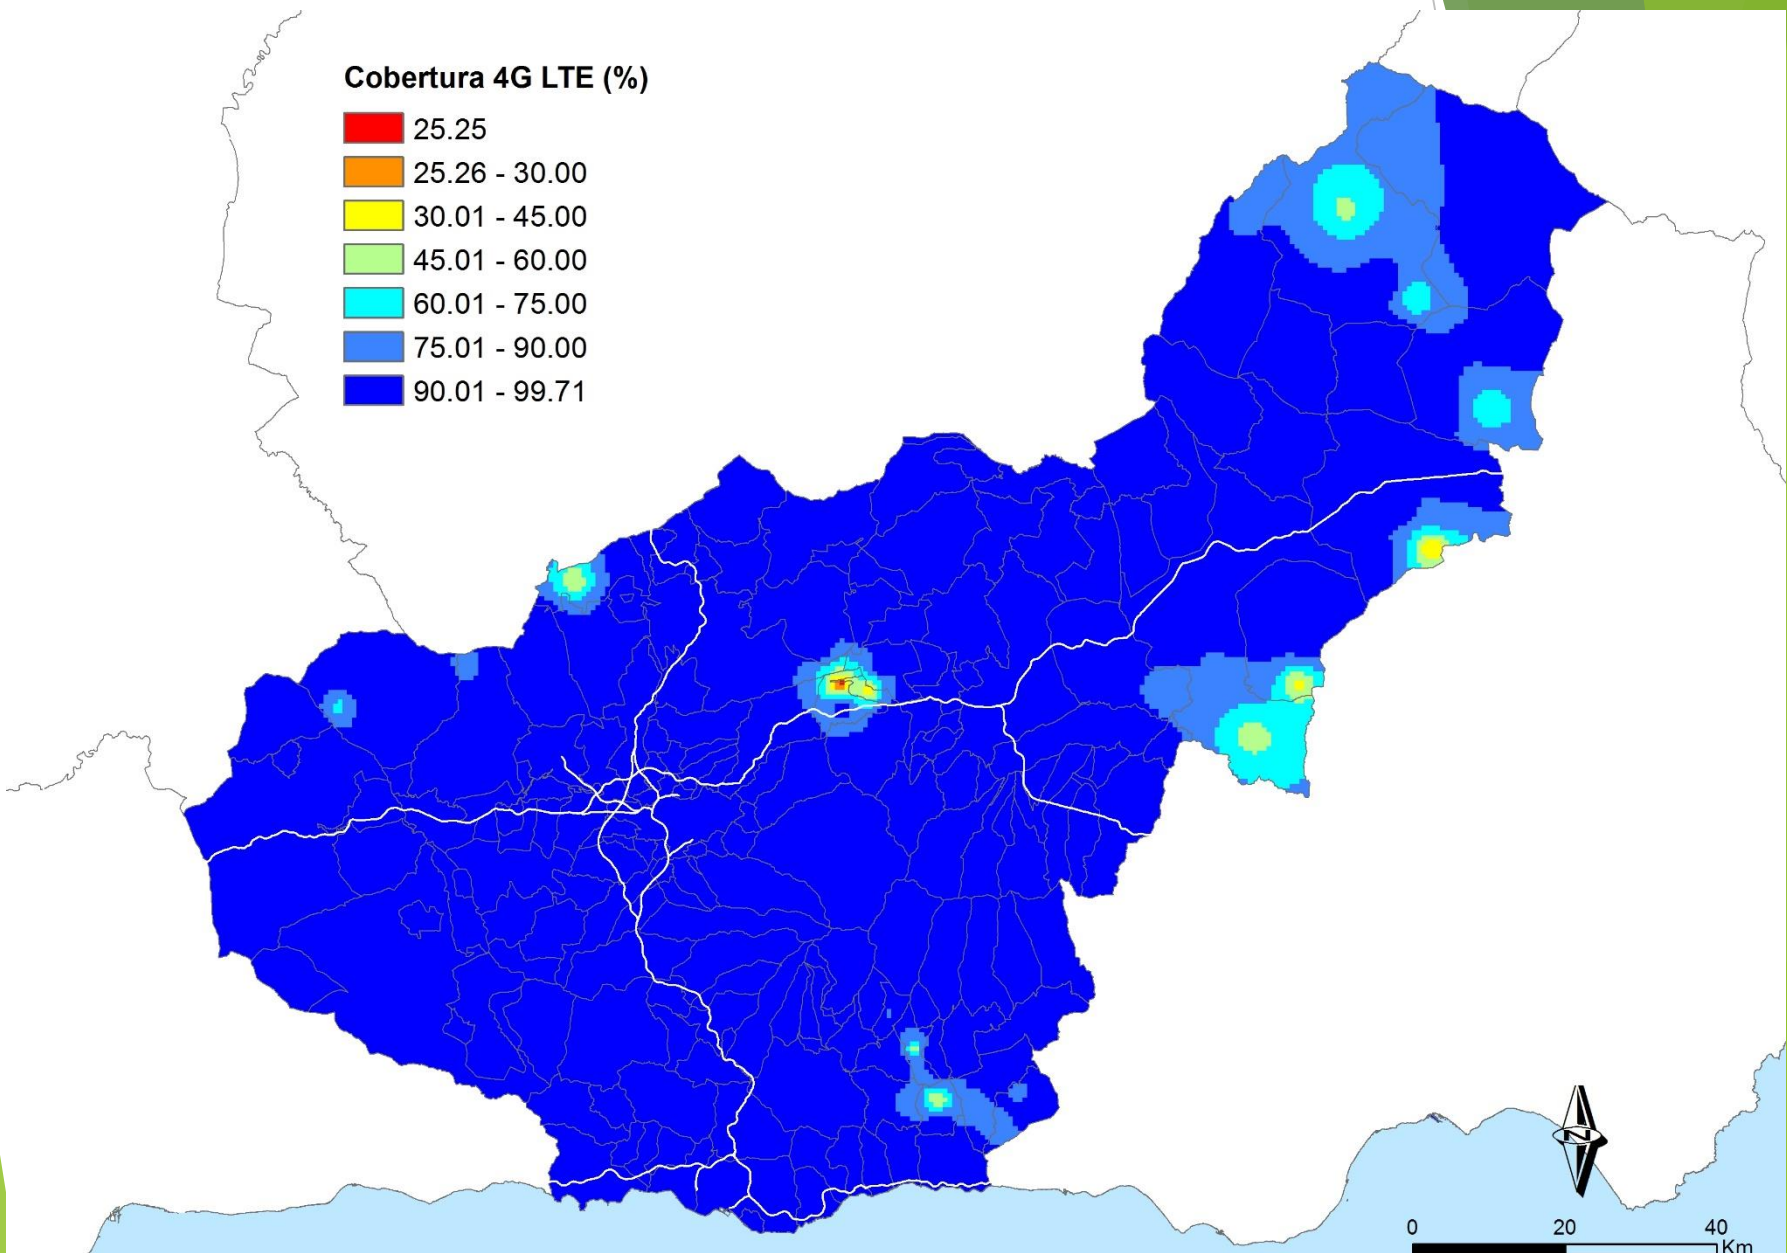 Cobertura 4G LTE (%)
25.25
25.26 - 30.00
30.01 - 45.00
45.01 - 60.00
60.01 - 75.00
75.01 - 90.00
90.01 - 99.71
N
0 20 40
Km